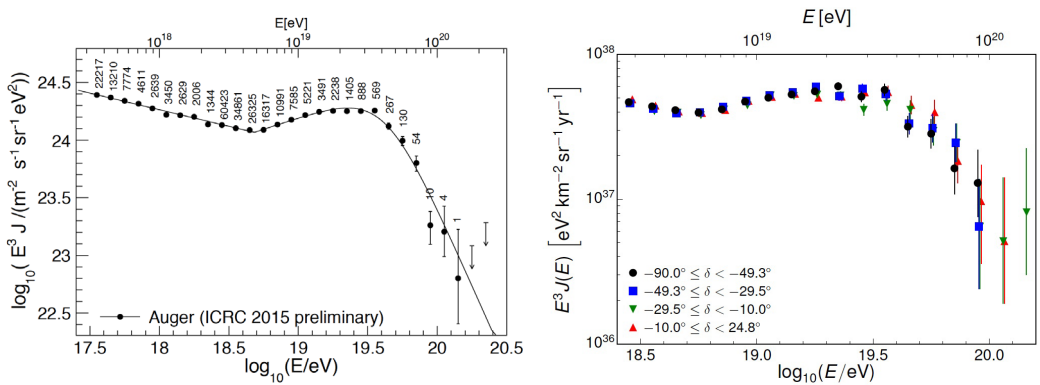 E[eV]
10^18 10^19 10^20
log10( E^3 J /(m^-2 s^-1 sr^-1 eV^2))
24.5
24
23.5
23
22.5
22217 13210 7774 4611 2639 3450 2629 2006 1344 60423 34861 26325 16317 10991 7585 5221 3491 2238 1405 888 569 267 130 54 10 4 1
Auger (ICRC 2015 preliminary)
17.5 18 18.5 19 19.5 20 20.5
log10(E/eV)
E [eV]
10^19 10^20
E^3 J(E) [eV^2 km^−2 sr^−1 yr^−1]
10^38
10^37
10^36
−90.0° ≤ δ < −49.3°
−49.3° ≤ δ < −29.5°
−29.5° ≤ δ < −10.0°
−10.0° ≤ δ < 24.8°
18.5 19.0 19.5 20.0
log10(E/eV)